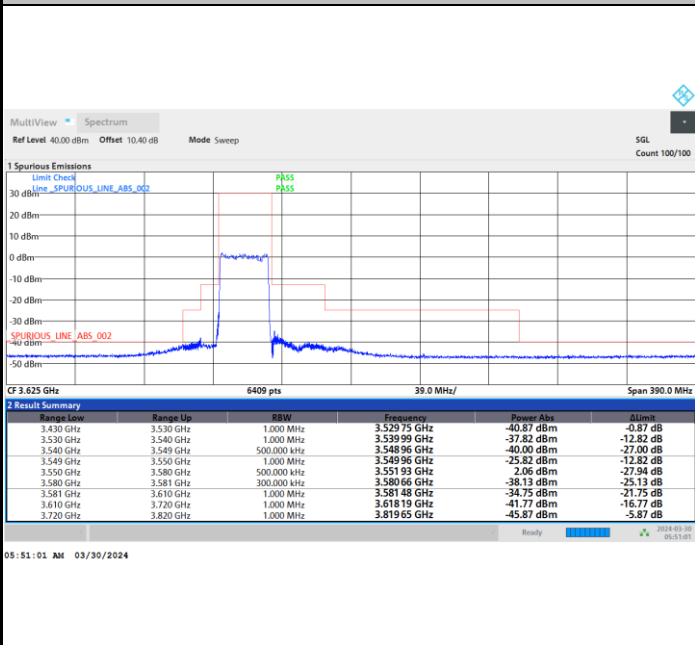 MultiView Spectrum
Ref Level 40.00 dBm Offset 10.40 dB Mode Sweep SGL
Count 100/100
1 Spurious Emissions
Limit Check PASS
Line _SPURIOUS_LINE_ABS_002 PASS
30 dBm
20 dBm
10 dBm
0 dBm
-10 dBm
-20 dBm
-30 dBm
_SPURIOUS_LINE_ABS_002
-40 dBm
-50 dBm
CF 3.625 GHz 6409 pts 39.0 MHz/ Span 390.0 MHz
2 Result Summary
Range Low Range Up RBW Frequency Power Abs ΔLimit
3.430 GHz 3.530 GHz 1.000 MHz 3.52975 GHz -40.87 dBm -0.87 dB
3.530 GHz 3.540 GHz 1.000 MHz 3.53999 GHz -37.82 dBm -12.82 dB
3.540 GHz 3.549 GHz 500.000 kHz 3.54896 GHz -40.00 dBm -27.00 dB
3.549 GHz 3.550 GHz 1.000 MHz 3.54996 GHz -25.82 dBm -12.82 dB
3.550 GHz 3.580 GHz 500.000 kHz 3.55193 GHz 2.06 dBm -27.94 dB
3.580 GHz 3.581 GHz 300.000 kHz 3.58066 GHz -38.13 dBm -25.13 dB
3.581 GHz 3.610 GHz 1.000 MHz 3.58148 GHz -34.75 dBm -21.75 dB
3.610 GHz 3.720 GHz 1.000 MHz 3.61819 GHz -41.77 dBm -16.77 dB
3.720 GHz 3.820 GHz 1.000 MHz 3.81965 GHz -45.87 dBm -5.87 dB
Ready 2024-03-30
05:51:01
05:51:01 AM 03/30/2024